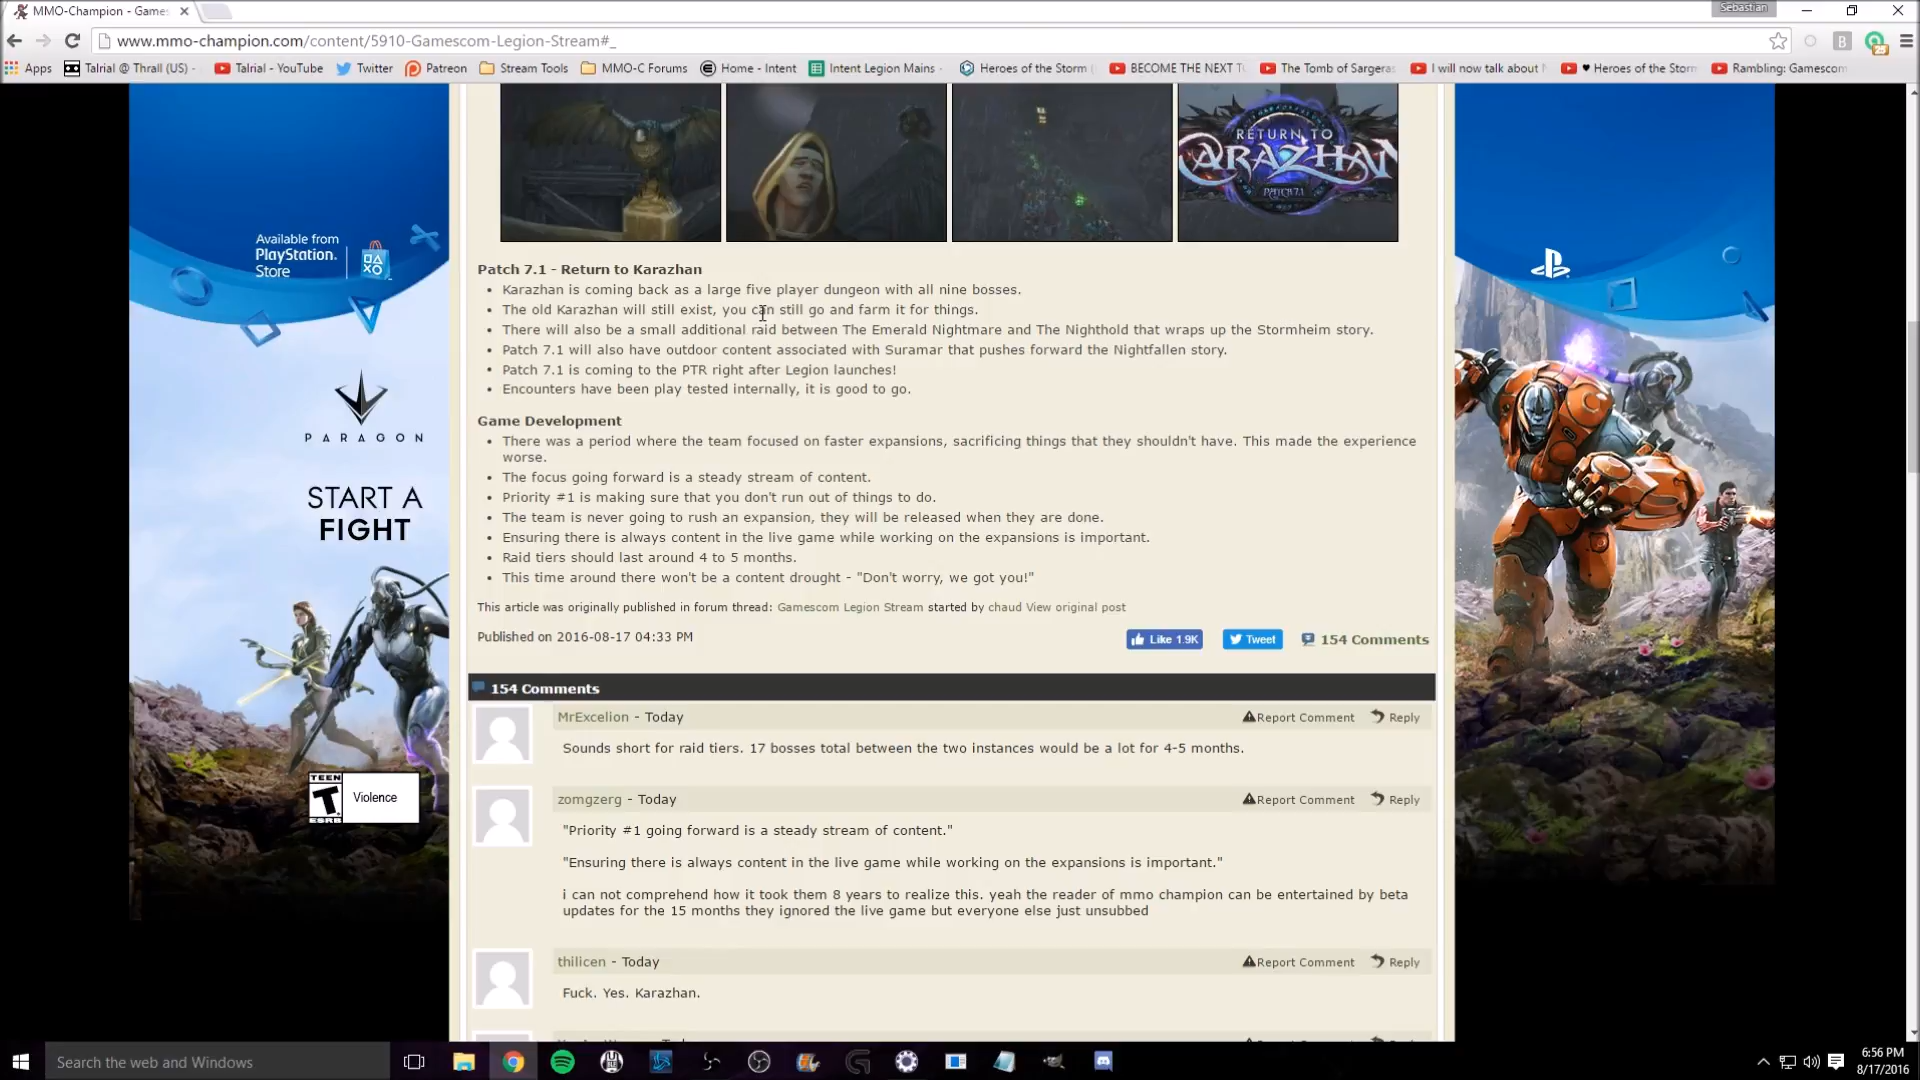 MMO-Champion - Games
Sebastian
www.mmo-champion.com/content/5910-Gamescom-Legion-Stream#_
Apps
Talrial @ Thrall (US) -
Talrial - YouTube
Twitter
Patreon
Stream Tools
MMO-C Forums
Home - Intent
Intent Legion Mains -
Heroes of the Storm
BECOME THE NEXT T
The Tomb of Sargeras
I will now talk about
♥ Heroes of the Storm
Rambling: Gamescom
RETURN TO
KARAZHAN
PATCH 7.1
Available from
PlayStation®
Store
PARAGON
START A
FIGHT
TEEN
T
ESRB
Violence
Patch 7.1 - Return to Karazhan
• Karazhan is coming back as a large five player dungeon with all nine bosses.
• The old Karazhan will still exist, you can still go and farm it for things.
• There will also be a small additional raid between The Emerald Nightmare and The Nighthold that wraps up the Stormheim story.
• Patch 7.1 will also have outdoor content associated with Suramar that pushes forward the Nightfallen story.
• Patch 7.1 is coming to the PTR right after Legion launches!
• Encounters have been play tested internally, it is good to go.
Game Development
• There was a period where the team focused on faster expansions, sacrificing things that they shouldn't have. This made the experience
worse.
• The focus going forward is a steady stream of content.
• Priority #1 is making sure that you don't run out of things to do.
• The team is never going to rush an expansion, they will be released when they are done.
• Ensuring there is always content in the live game while working on the expansions is important.
• Raid tiers should last around 4 to 5 months.
• This time around there won't be a content drought - "Don't worry, we got you!"
This article was originally published in forum thread: Gamescom Legion Stream started by chaud View original post
Published on 2016-08-17 04:33 PM
Like 1.9K
Tweet
154 Comments
154 Comments
MrExcelion - Today
Report Comment
Reply
Sounds short for raid tiers. 17 bosses total between the two instances would be a lot for 4-5 months.
zomgzerg - Today
Report Comment
Reply
"Priority #1 going forward is a steady stream of content."
"Ensuring there is always content in the live game while working on the expansions is important."
i can not comprehend how it took them 8 years to realize this. yeah the reader of mmo champion can be entertained by beta
updates for the 15 months they ignored the live game but everyone else just unsubbed
thilicen - Today
Report Comment
Reply
Fuck. Yes. Karazhan.
Search the web and Windows
6:56 PM
8/17/2016